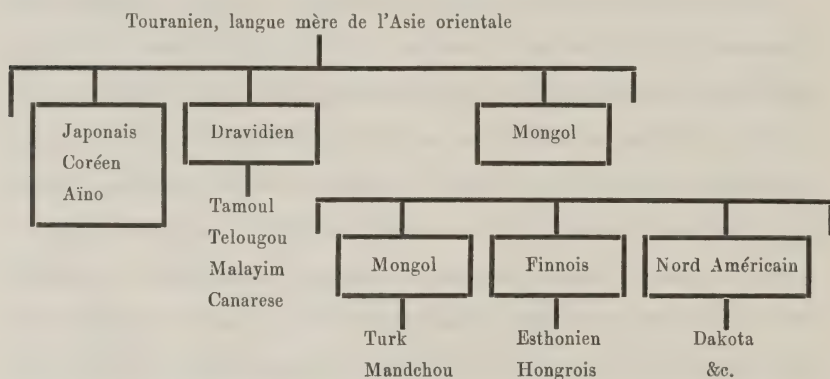 Touranien, langue mère de l'Asie orientale
Japonais
Coréen
Aïno
Dravidien
Mongol
Tamoul
Telougou
Malayim
Canarese
Mongol
Finnois
Nord Américain
Turk
Mandchou
Esthonien
Hongrois
Dakota
&c.